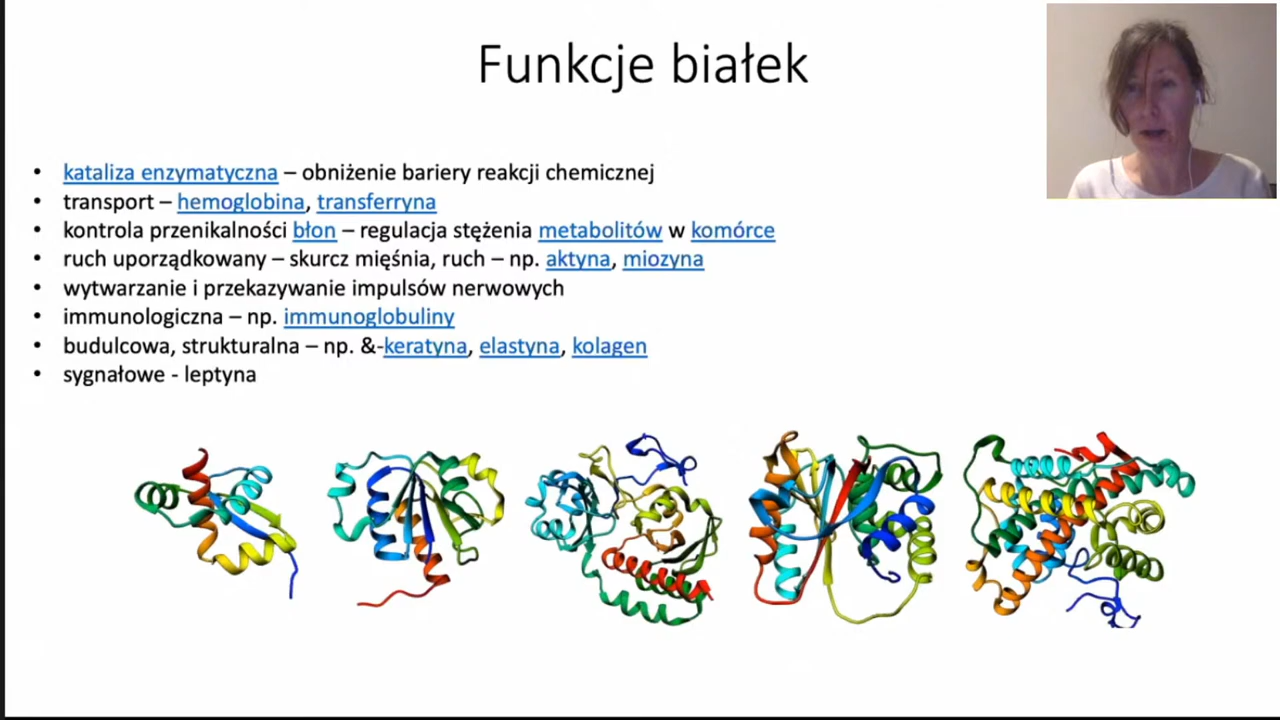 Funkcje białek
• kataliza enzymatyczna – obniżenie bariery reakcji chemicznej
• transport – hemoglobina, transferryna
• kontrola przenikalności błon – regulacja stężenia metabolitów w komórce
• ruch uporządkowany – skurcz mięśnia, ruch – np. aktyna, miozyna
• wytwarzanie i przekazywanie impulsów nerwowych
• immunologiczna – np. immunoglobuliny
• budulcowa, strukturalna – np. &-keratyna, elastyna, kolagen
• sygnałowe - leptyna